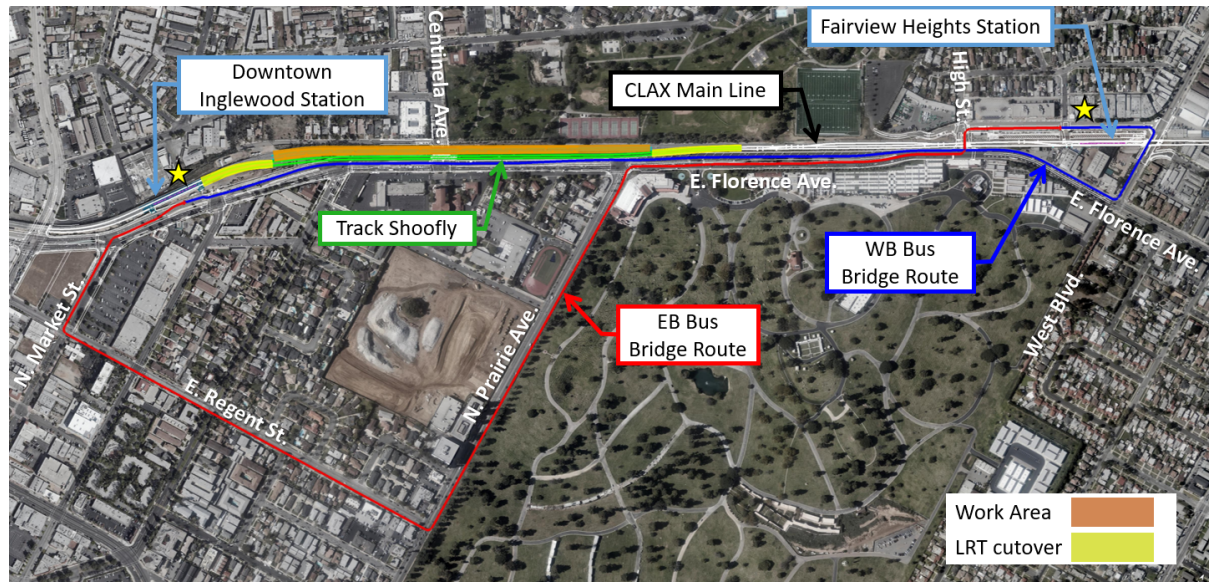 Fairview Heights Station
Downtown
Inglewood Station
Centinela Ave.
CLAX Main Line
High St.
E. Florence Ave.
Track Shoofly
E. Florence Ave.
WB Bus
Bridge Route
West Blvd.
N. Market St.
EB Bus
Bridge Route
N. Prairie Ave.
E. Regent St.
Work Area
LRT cutover